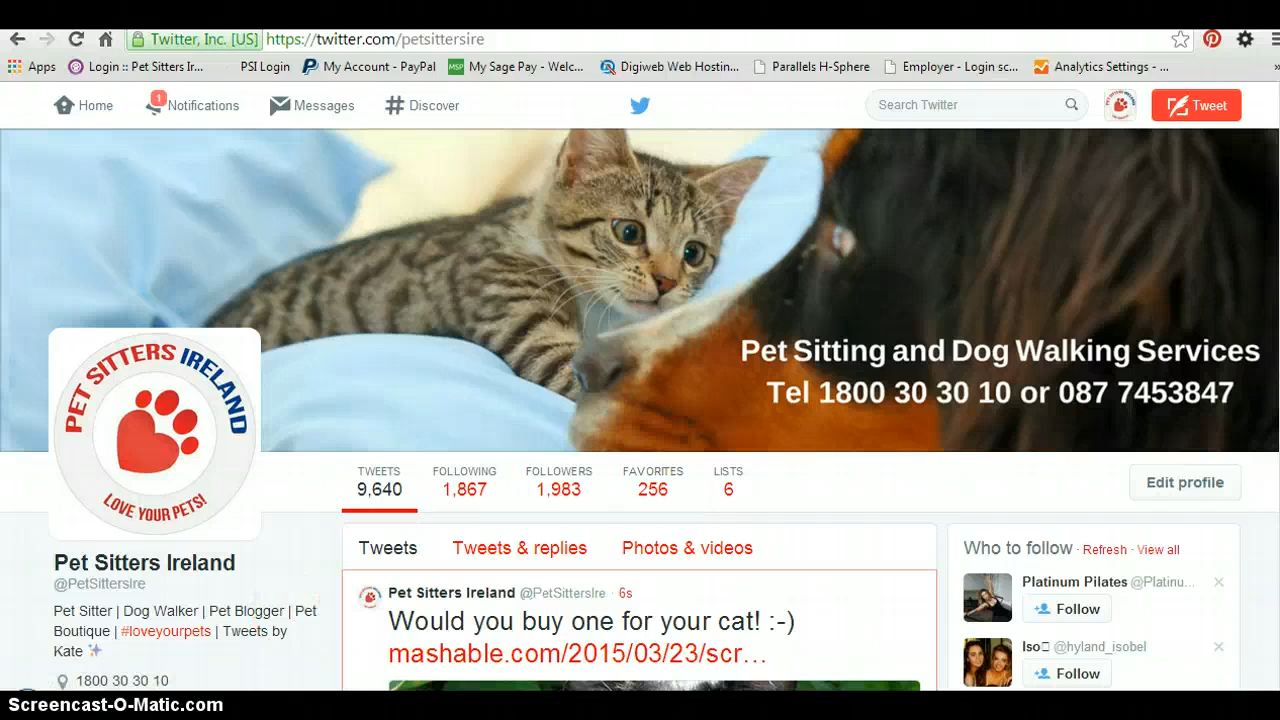 Twitter, Inc. [US] https://twitter.com/petsittersire
Apps Login :: Pet Sitters Ir... PSI Login My Account - PayPal MSP My Sage Pay - Welc... Digiweb Web Hostin... Parallels H-Sphere Employer - Login sc... Analytics Settings - ... »
Home 1 Notifications Messages # Discover Search Twitter Tweet
Pet Sitting and Dog Walking Services
Tel 1800 30 30 10 or 087 7453847
PET SITTERS IRELAND
LOVE YOUR PETS!
TWEETS FOLLOWING FOLLOWERS FAVORITES LISTS
9,640 1,867 1,983 256 6
Edit profile
Pet Sitters Ireland
@PetSittersIre
Pet Sitter | Dog Walker | Pet Blogger | Pet
Boutique | #loveyourpets | Tweets by
Kate ✨
1800 30 30 10
Tweets Tweets & replies Photos & videos
Pet Sitters Ireland @PetSittersIre · 6s
Would you buy one for your cat! :-)
mashable.com/2015/03/23/scr...
Who to follow · Refresh · View all
Platinum Pilates @Platinu... ×
Follow
Iso @hyland_isobel ×
Follow
Screencast-O-Matic.com